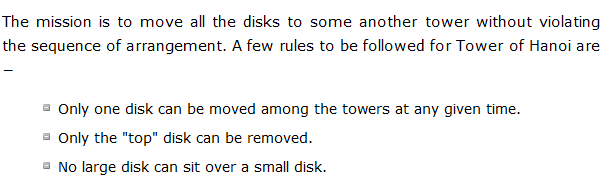 The mission is to move all the disks to some another tower without violating
the sequence of arrangement. A few rules to be followed for Tower of Hanoi are
–
Only one disk can be moved among the towers at any given time.
Only the "top" disk can be removed.
No large disk can sit over a small disk.